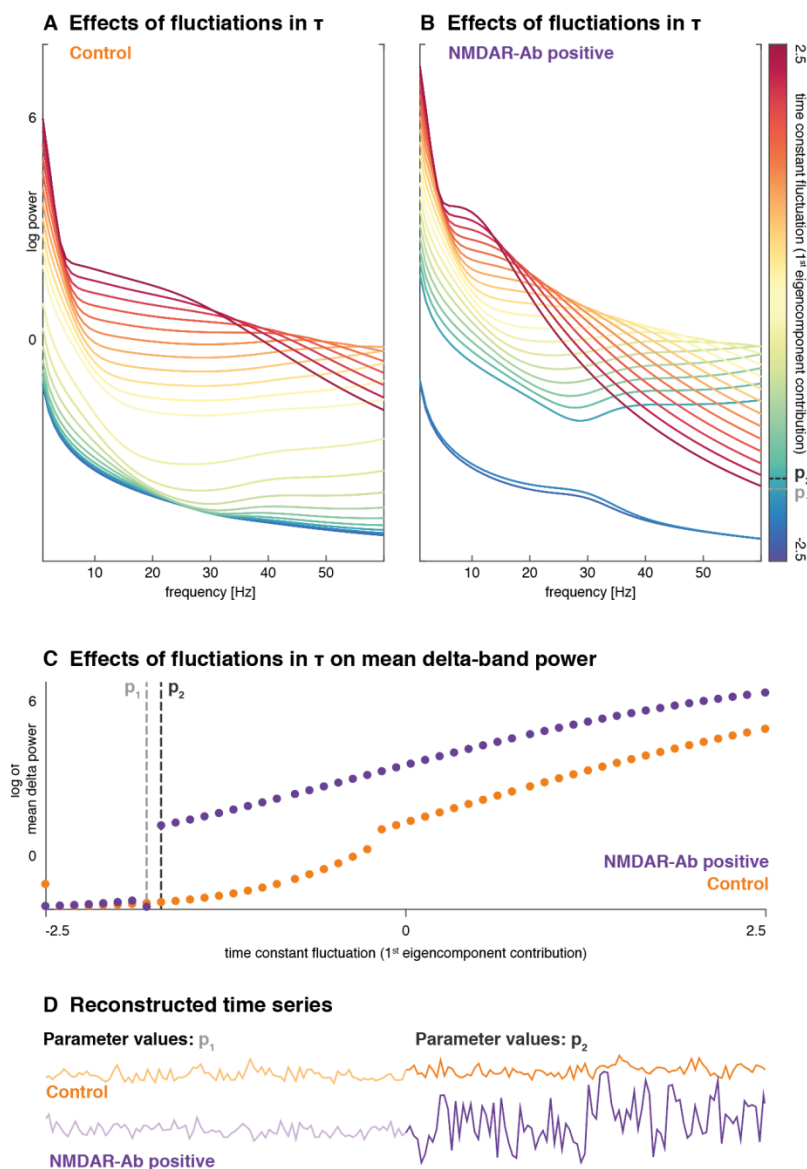 A Effects of fluctiations in τ
Control
B Effects of fluctiations in τ
NMDAR-Ab positive
6
0
log power
10 20 30 40 50
frequency [Hz]
10 20 30 40 50
frequency [Hz]
2.5
time constant fluctuation (1st eigencomponent contribution)
p
p
-2.5
C Effects of fluctiations in τ on mean delta-band power
p1 p2
6
0
log of
mean delta power
NMDAR-Ab positive
Control
-2.5 0 2.5
time constant fluctuation (1st eigencomponent contribution)
D Reconstructed time series
Parameter values: p1 Parameter values: p2
Control
NMDAR-Ab positive